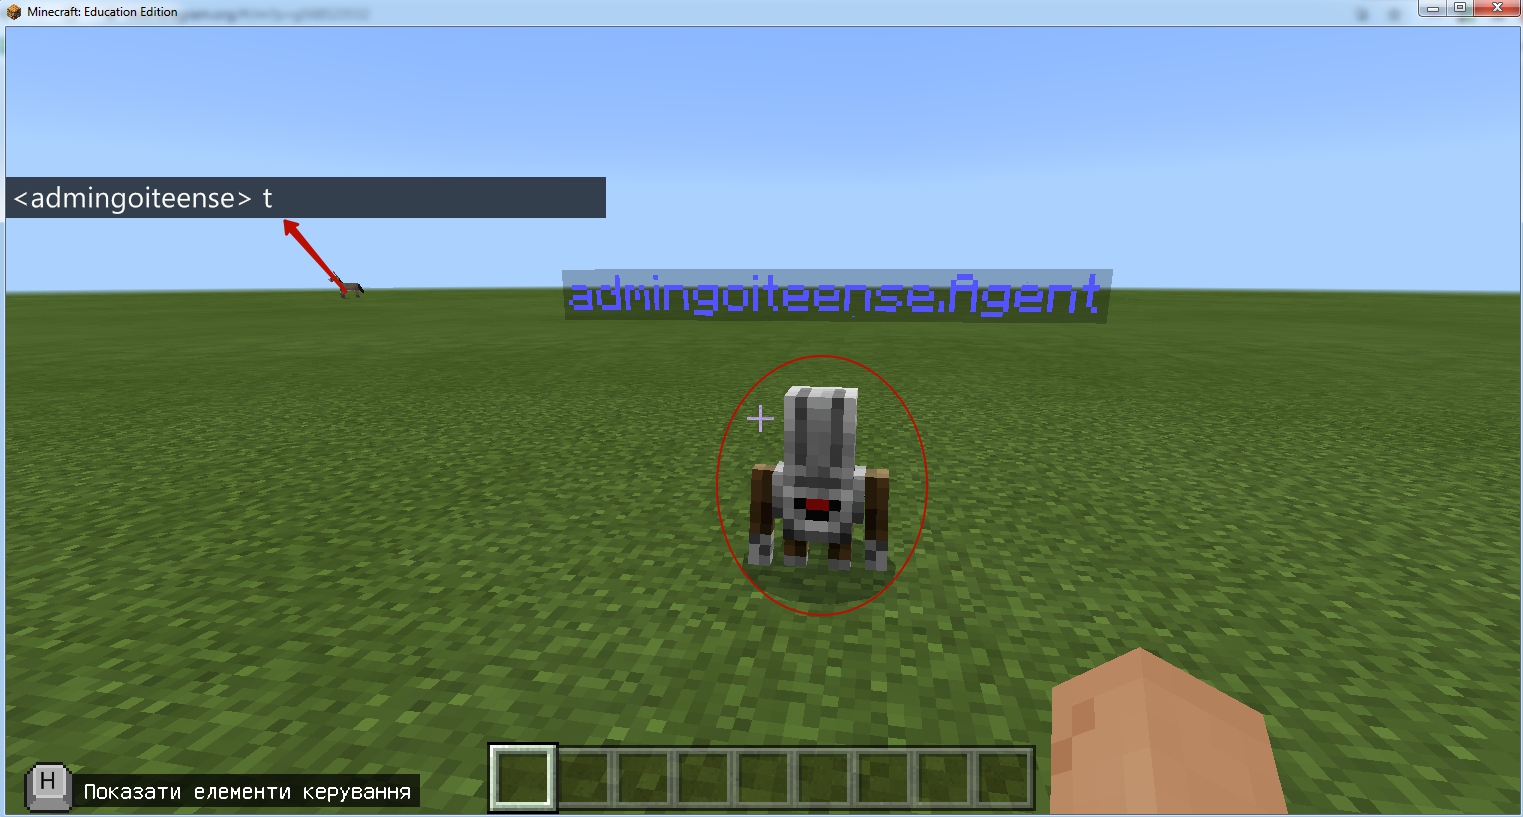 Minecraft: Education Edition
<admingoiteense> t
admingoiteense.Agent
H
Показати елементи керування